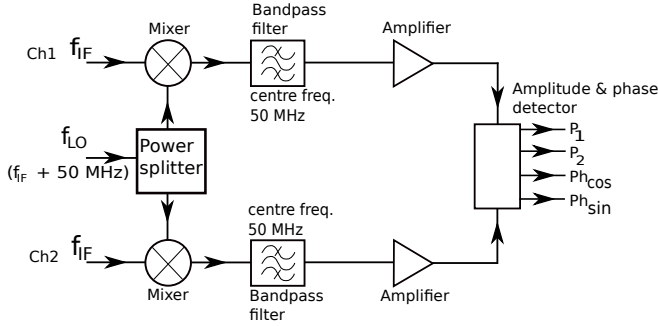 Ch1 f_IF
Mixer
Bandpass
filter
centre freq.
50 MHz
Amplifier
Amplitude & phase
detector
P_1
P_2
Ph_cos
Ph_sin
f_LO
(f_IF + 50 MHz)
Power
splitter
Ch2 f_IF
Mixer
centre freq.
50 MHz
Bandpass
filter
Amplifier